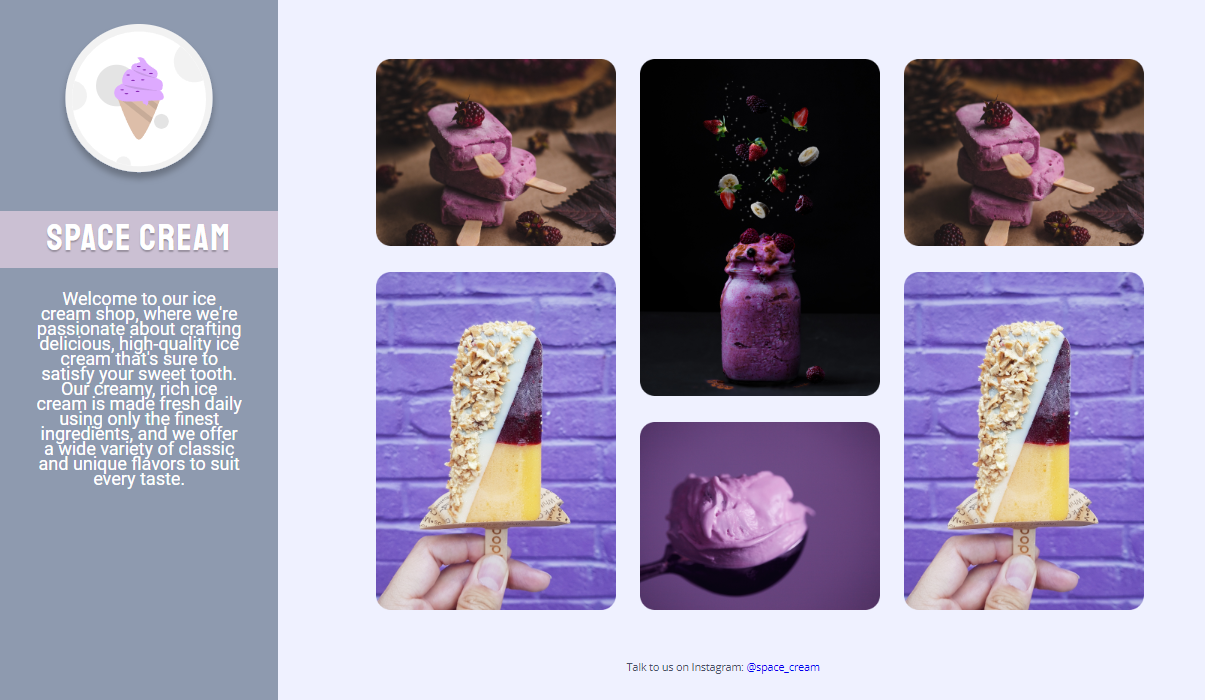 SPACE CREAM
Welcome to our ice
cream shop, where we're
passionate about crafting
delicious, high-quality ice
cream that's sure to
satisfy your sweet tooth.
Our creamy, rich ice
cream is made fresh daily
using only the finest
ingredients, and we offer
a wide variety of classic
and unique flavors to suit
every taste.
Talk to us on Instagram: @space_cream